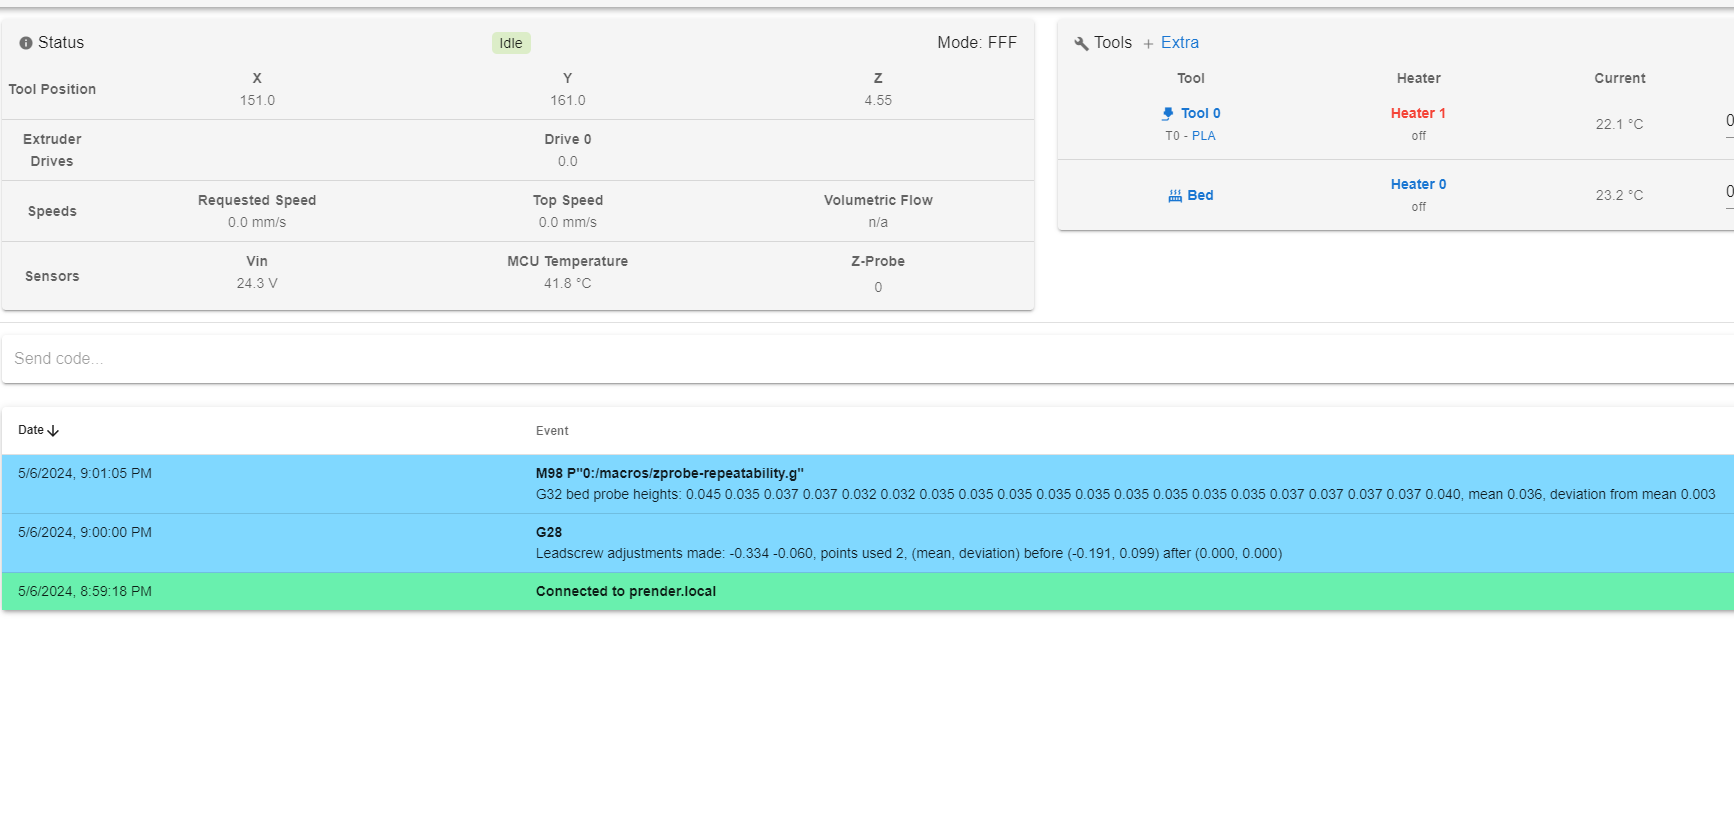 Status Idle Mode: FFF
Tool Position X Y Z
151.0 161.0 4.55
Extruder Drives Drive 0
0.0
Speeds Requested Speed Top Speed Volumetric Flow
0.0 mm/s 0.0 mm/s n/a
Sensors Vin MCU Temperature Z-Probe
24.3 V 41.8 °C 0
Tools + Extra
Tool Heater Current
Tool 0 Heater 1 22.1 °C 0
T0 - PLA off
Bed Heater 0 23.2 °C 0
off
Send code...
Date Event
5/6/2024, 9:01:05 PM M98 P"0:/macros/zprobe-repeatability.g"
G32 bed probe heights: 0.045 0.035 0.037 0.037 0.032 0.032 0.035 0.035 0.035 0.035 0.035 0.035 0.035 0.035 0.035 0.037 0.037 0.037 0.037 0.040, mean 0.036, deviation from mean 0.003
5/6/2024, 9:00:00 PM G28
Leadscrew adjustments made: -0.334 -0.060, points used 2, (mean, deviation) before (-0.191, 0.099) after (0.000, 0.000)
5/6/2024, 8:59:18 PM Connected to prender.local